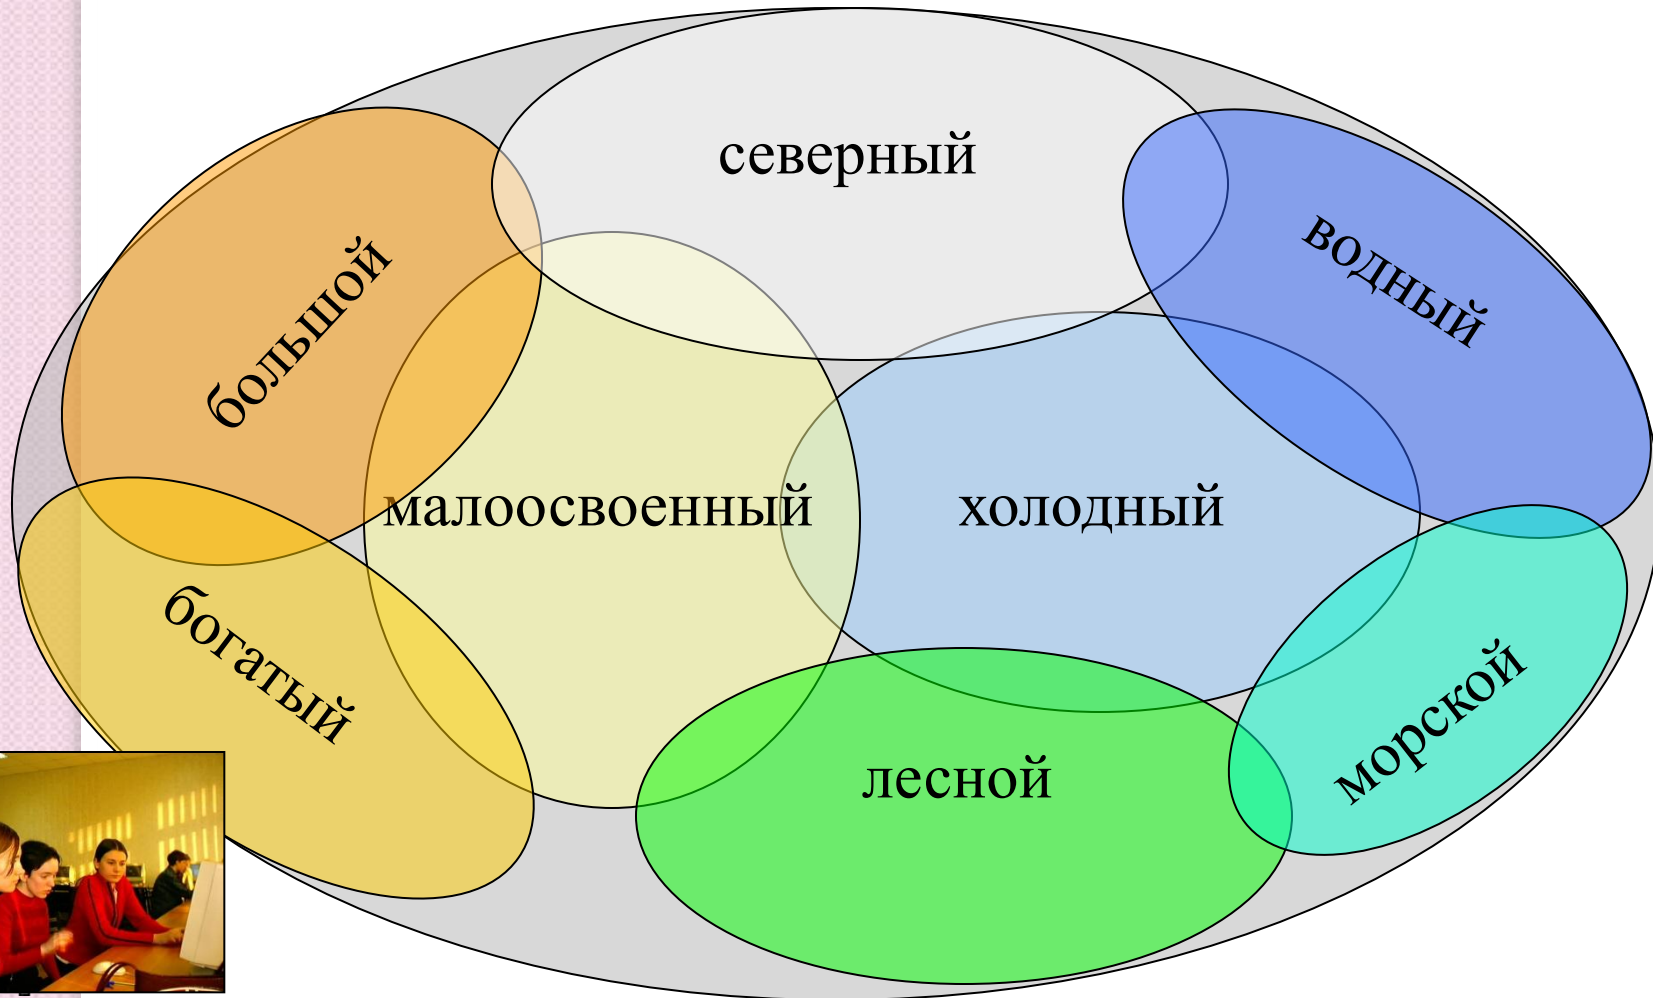 северный
водный
большой
малоосвоенный
холодный
богатый
морской
лесной